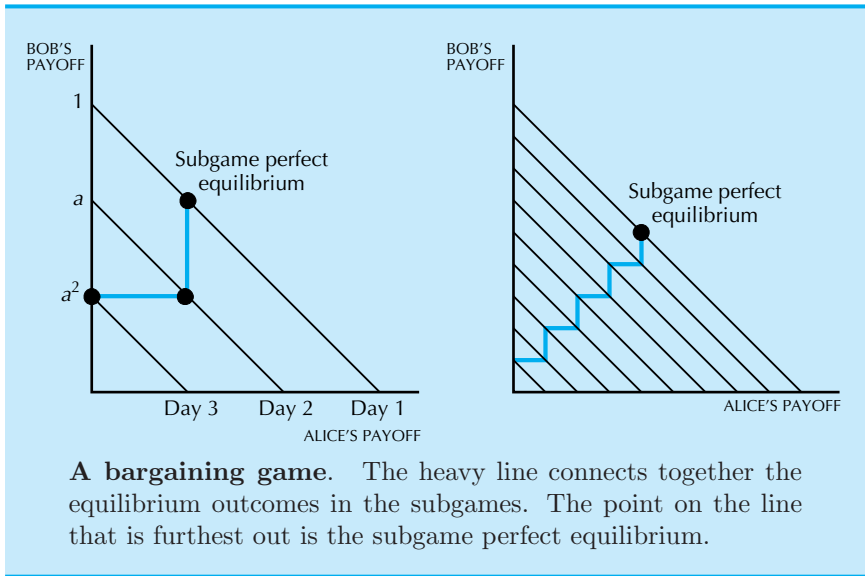 BOB'S
PAYOFF
1
Subgame perfect
equilibrium
a
a²
Day 3
Day 2
Day 1
ALICE'S PAYOFF
BOB'S
PAYOFF
Subgame perfect
equilibrium
ALICE'S PAYOFF
A bargaining game. The heavy line connects together the
equilibrium outcomes in the subgames. The point on the line
that is furthest out is the subgame perfect equilibrium.